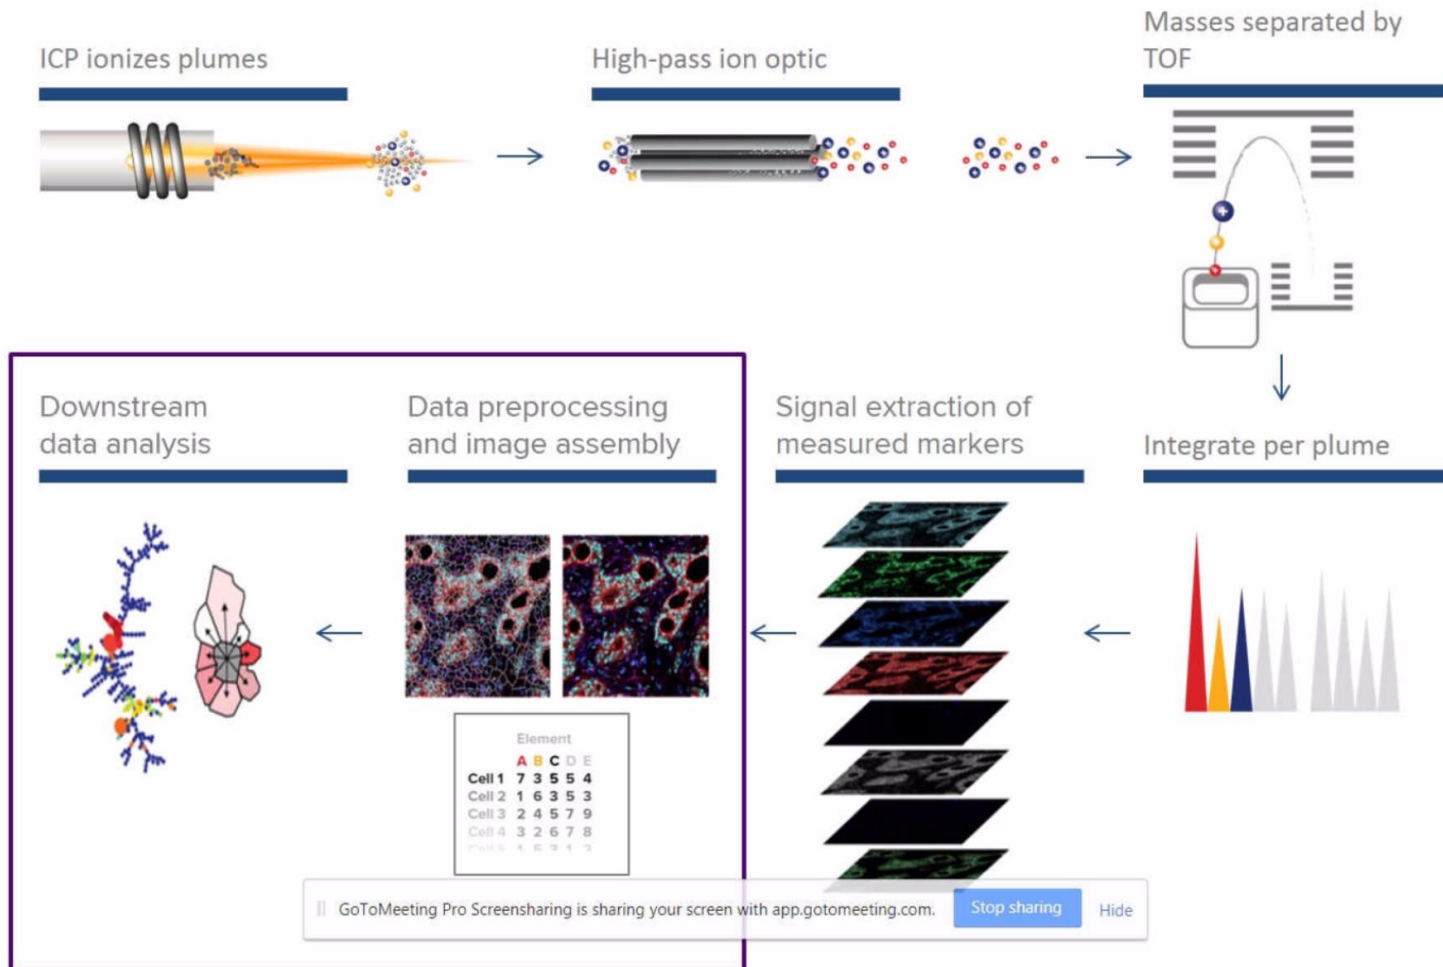 ICP ionizes plumes
High-pass ion optic
Masses separated by
TOF
Downstream
data analysis
Data preprocessing
and image assembly
Signal extraction of
measured markers
Integrate per plume
Element
A B C D E
Cell 1 7 3 5 5 4
Cell 2 1 6 3 5 3
Cell 3 2 4 5 7 9
Cell 4 3 2 6 7 8
GoToMeeting Pro Screensharing is sharing your screen with app.gotomeeting.com.
Stop sharing
Hide